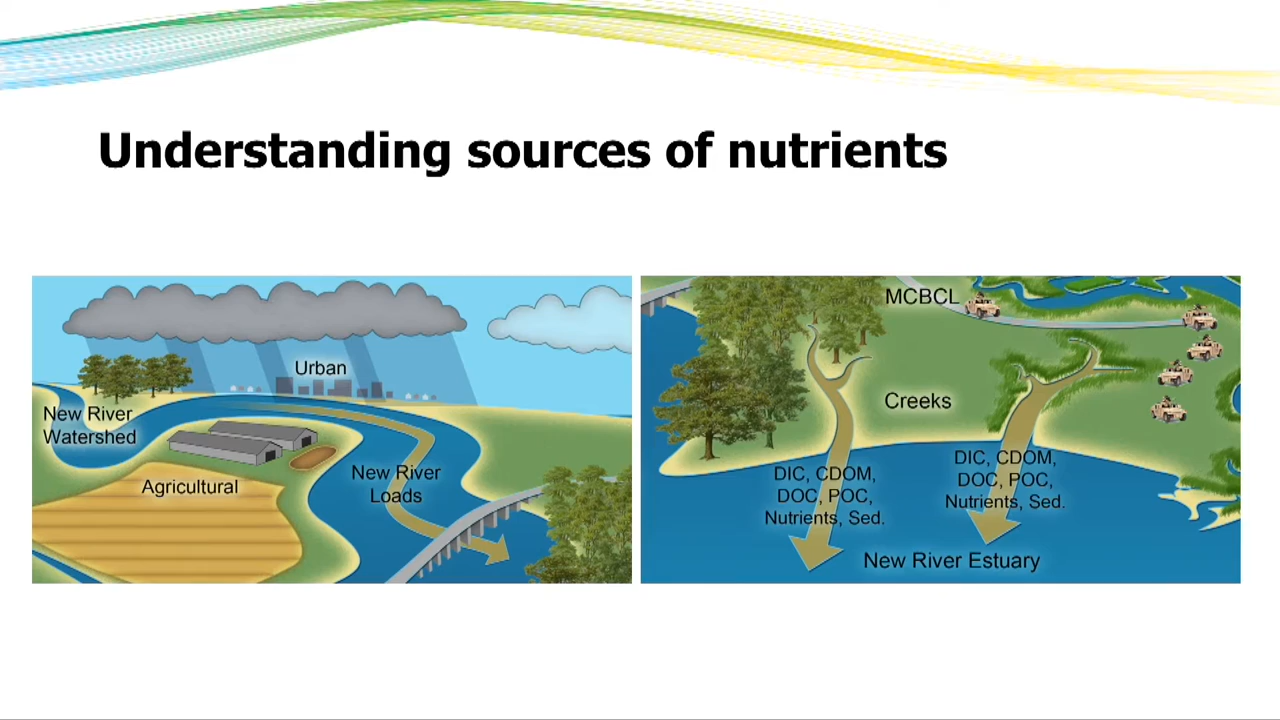 Understanding sources of nutrients
Urban
New River
Watershed
New River
Loads
Agricultural
MCBCL
Creeks
DIC, CDOM,
DOC, POC,
Nutrients, Sed.
DIC, CDOM,
DOC, POC,
Nutrients, Sed.
New River Estuary